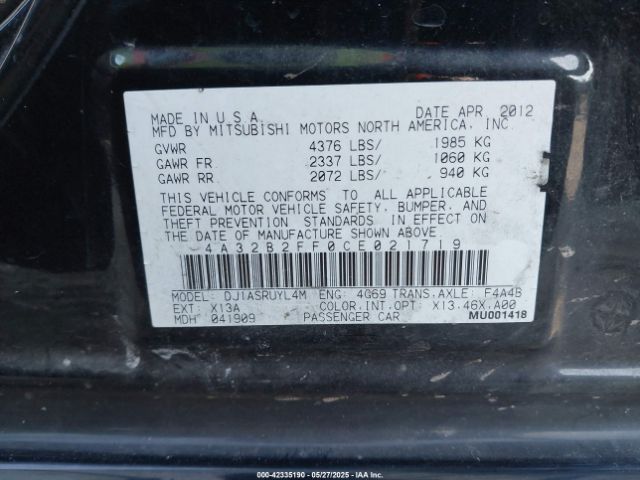 MADE IN U.S.A. DATE APR 2012
MFD BY MITSUBISHI MOTORS NORTH AMERICA, INC.
GVWR 4376 LBS/ 1985 KG
GAWR FR 2337 LBS/ 1060 KG
GAWR RR 2072 LBS/ 940 KG
THIS VEHICLE CONFORMS TO ALL APPLICABLE
FEDERAL MOTOR VEHICLE SAFETY, BUMPER, AND
THEFT PREVENTION STANDARDS IN EFFECT ON
THE DATE OF MANUFACTURE SHOWN ABOVE.
4A32B2FF0CE021719
MODEL: DJ1ASRUYL4M ENG: 4G69 TRANS.AXLE: F4A4B
EXT: X13A COLOR.INT.OPT: X13.46X.A00
MDH 041909 PASSENGER CAR MU001418
000-42335190 — 05/27/2025 — IAA Inc.